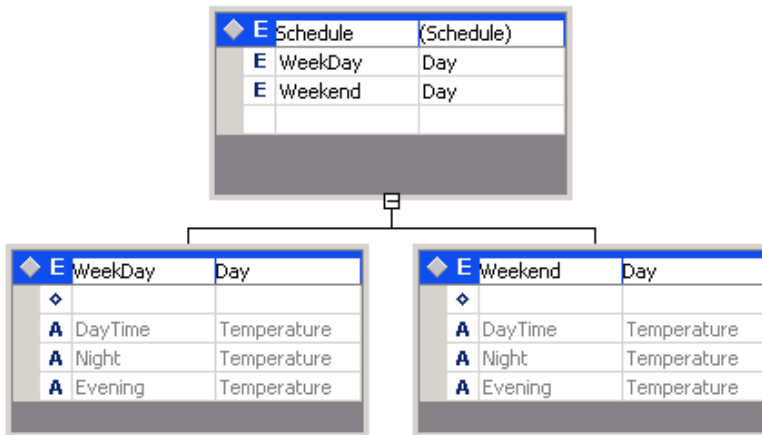 E Schedule (Schedule)
E WeekDay Day
E Weekend Day
E WeekDay Day
A DayTime Temperature
A Night Temperature
A Evening Temperature
E Weekend Day
A DayTime Temperature
A Night Temperature
A Evening Temperature